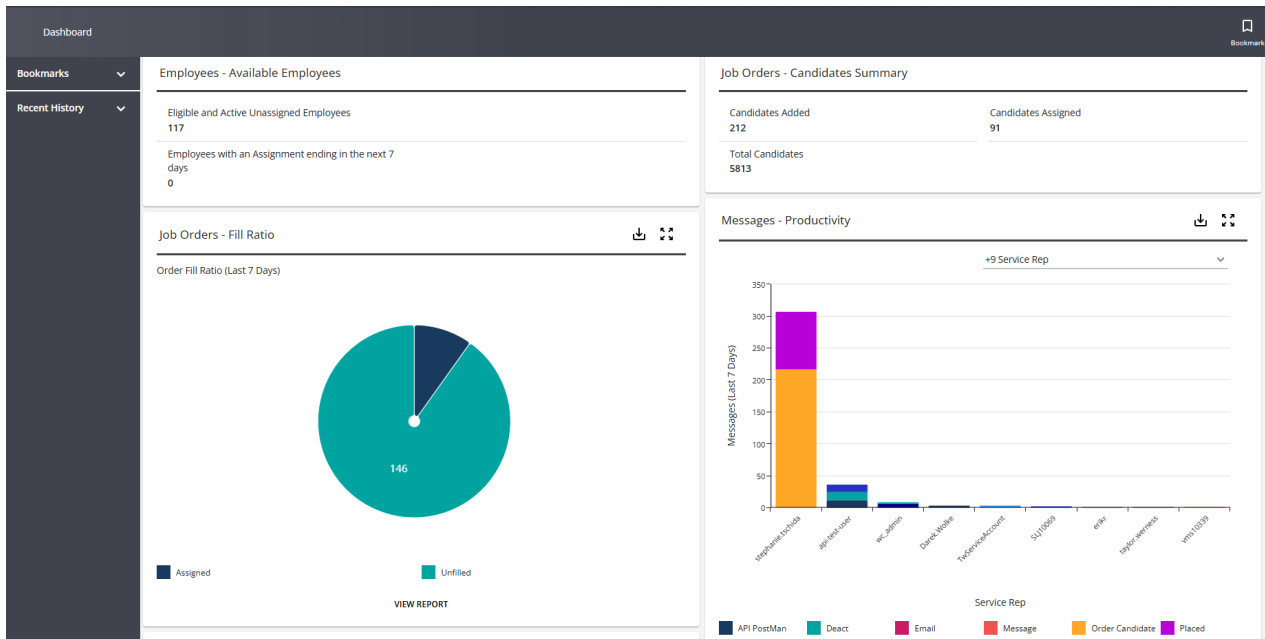 Dashboard
Bookmark
Bookmarks
Recent History
Employees - Available Employees
Eligible and Active Unassigned Employees
117
Employees with an Assignment ending in the next 7
days
0
Job Orders - Candidates Summary
Candidates Added
212
Candidates Assigned
91
Total Candidates
5813
Job Orders - Fill Ratio
Order Fill Ratio (Last 7 Days)
146
Assigned
Unfilled
VIEW REPORT
Messages - Productivity
+9 Service Rep
Messages (Last 7 Days)
350
300
250
200
150
100
50
0
stephanie.tschida
api-test-user
wc_admin
Darek.Wolke
TwServiceAccount
SLJ10069
erikr
taylor.werness
vms10339
Service Rep
API PostMan
Deact
Email
Message
Order Candidate
Placed